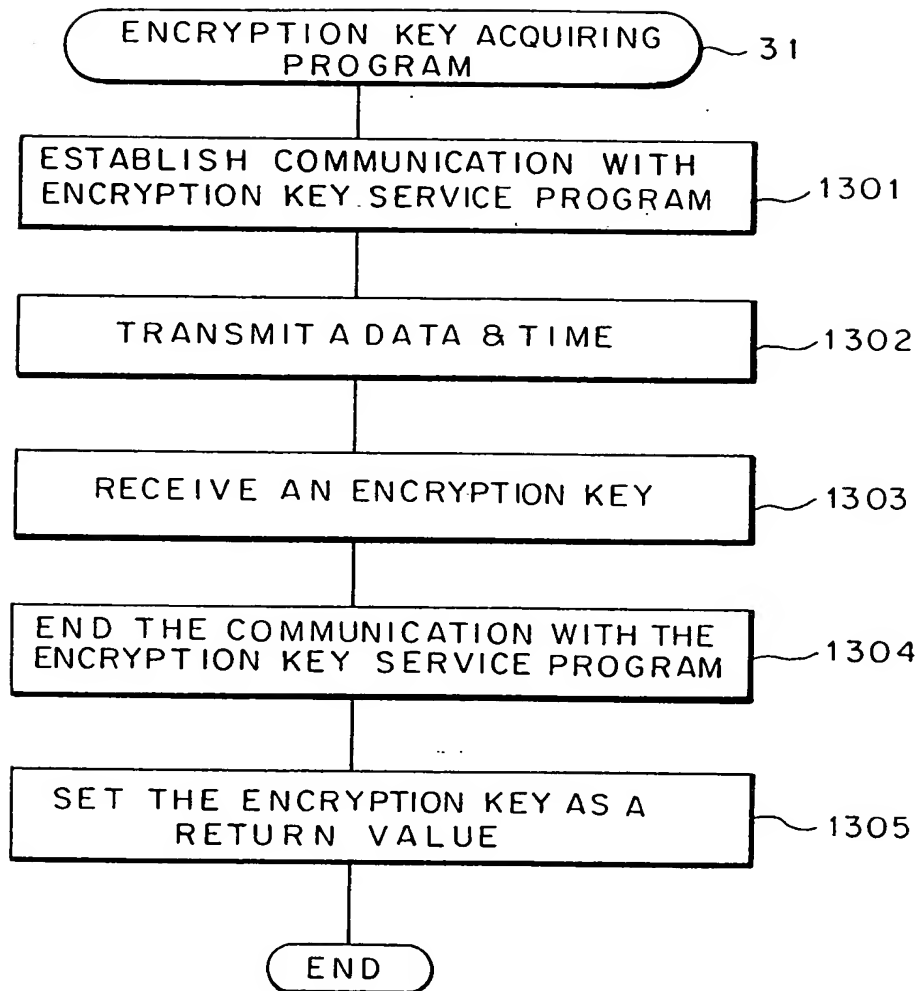 ENCRYPTION KEY ACQUIRING
PROGRAM
31
ESTABLISH COMMUNICATION WITH
ENCRYPTION KEY SERVICE PROGRAM
1301
TRANSMIT A DATA & TIME
1302
RECEIVE AN ENCRYPTION KEY
1303
END THE COMMUNICATION WITH THE
ENCRYPTION KEY SERVICE PROGRAM
1304
SET THE ENCRYPTION KEY AS A
RETURN VALUE
1305
END